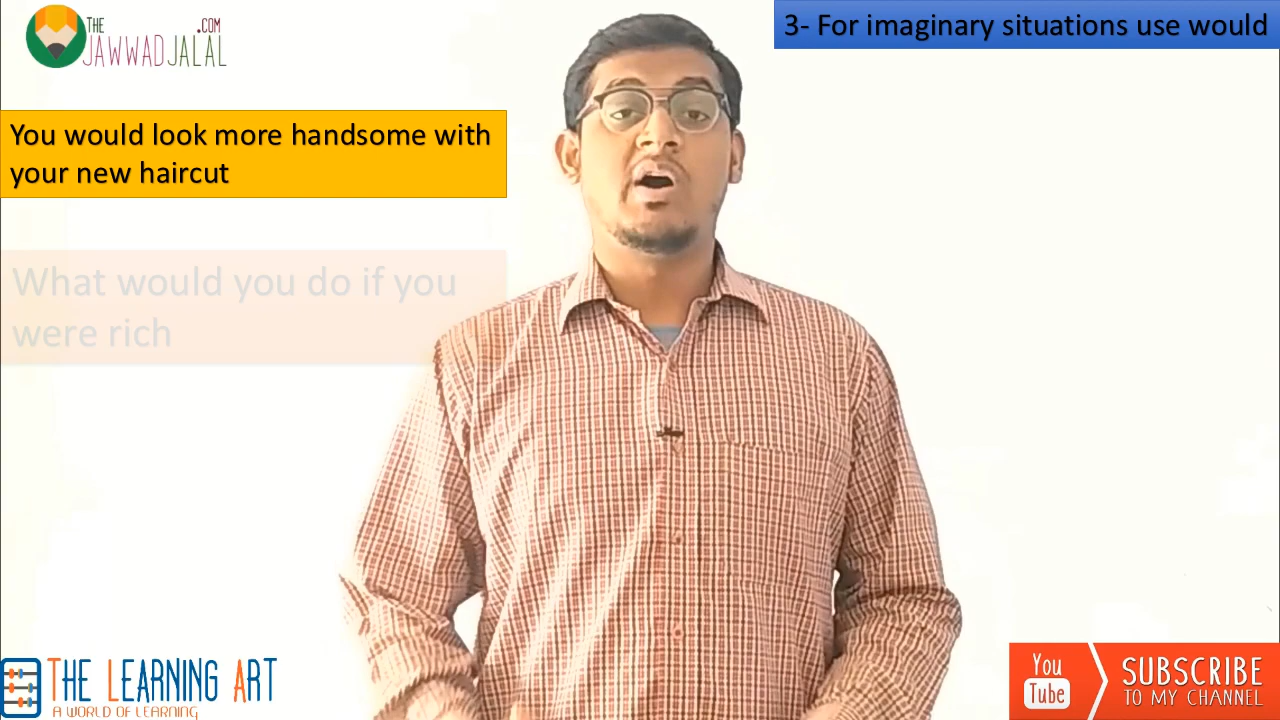 THE
.COM
JAWWADJALAL
3- For imaginary situations use would
You would look more handsome with
your new haircut
What would you do if you
were rich
THE LEARNING ART
A WORLD OF LEARNING
You
Tube
SUBSCRIBE
TO MY CHANNEL